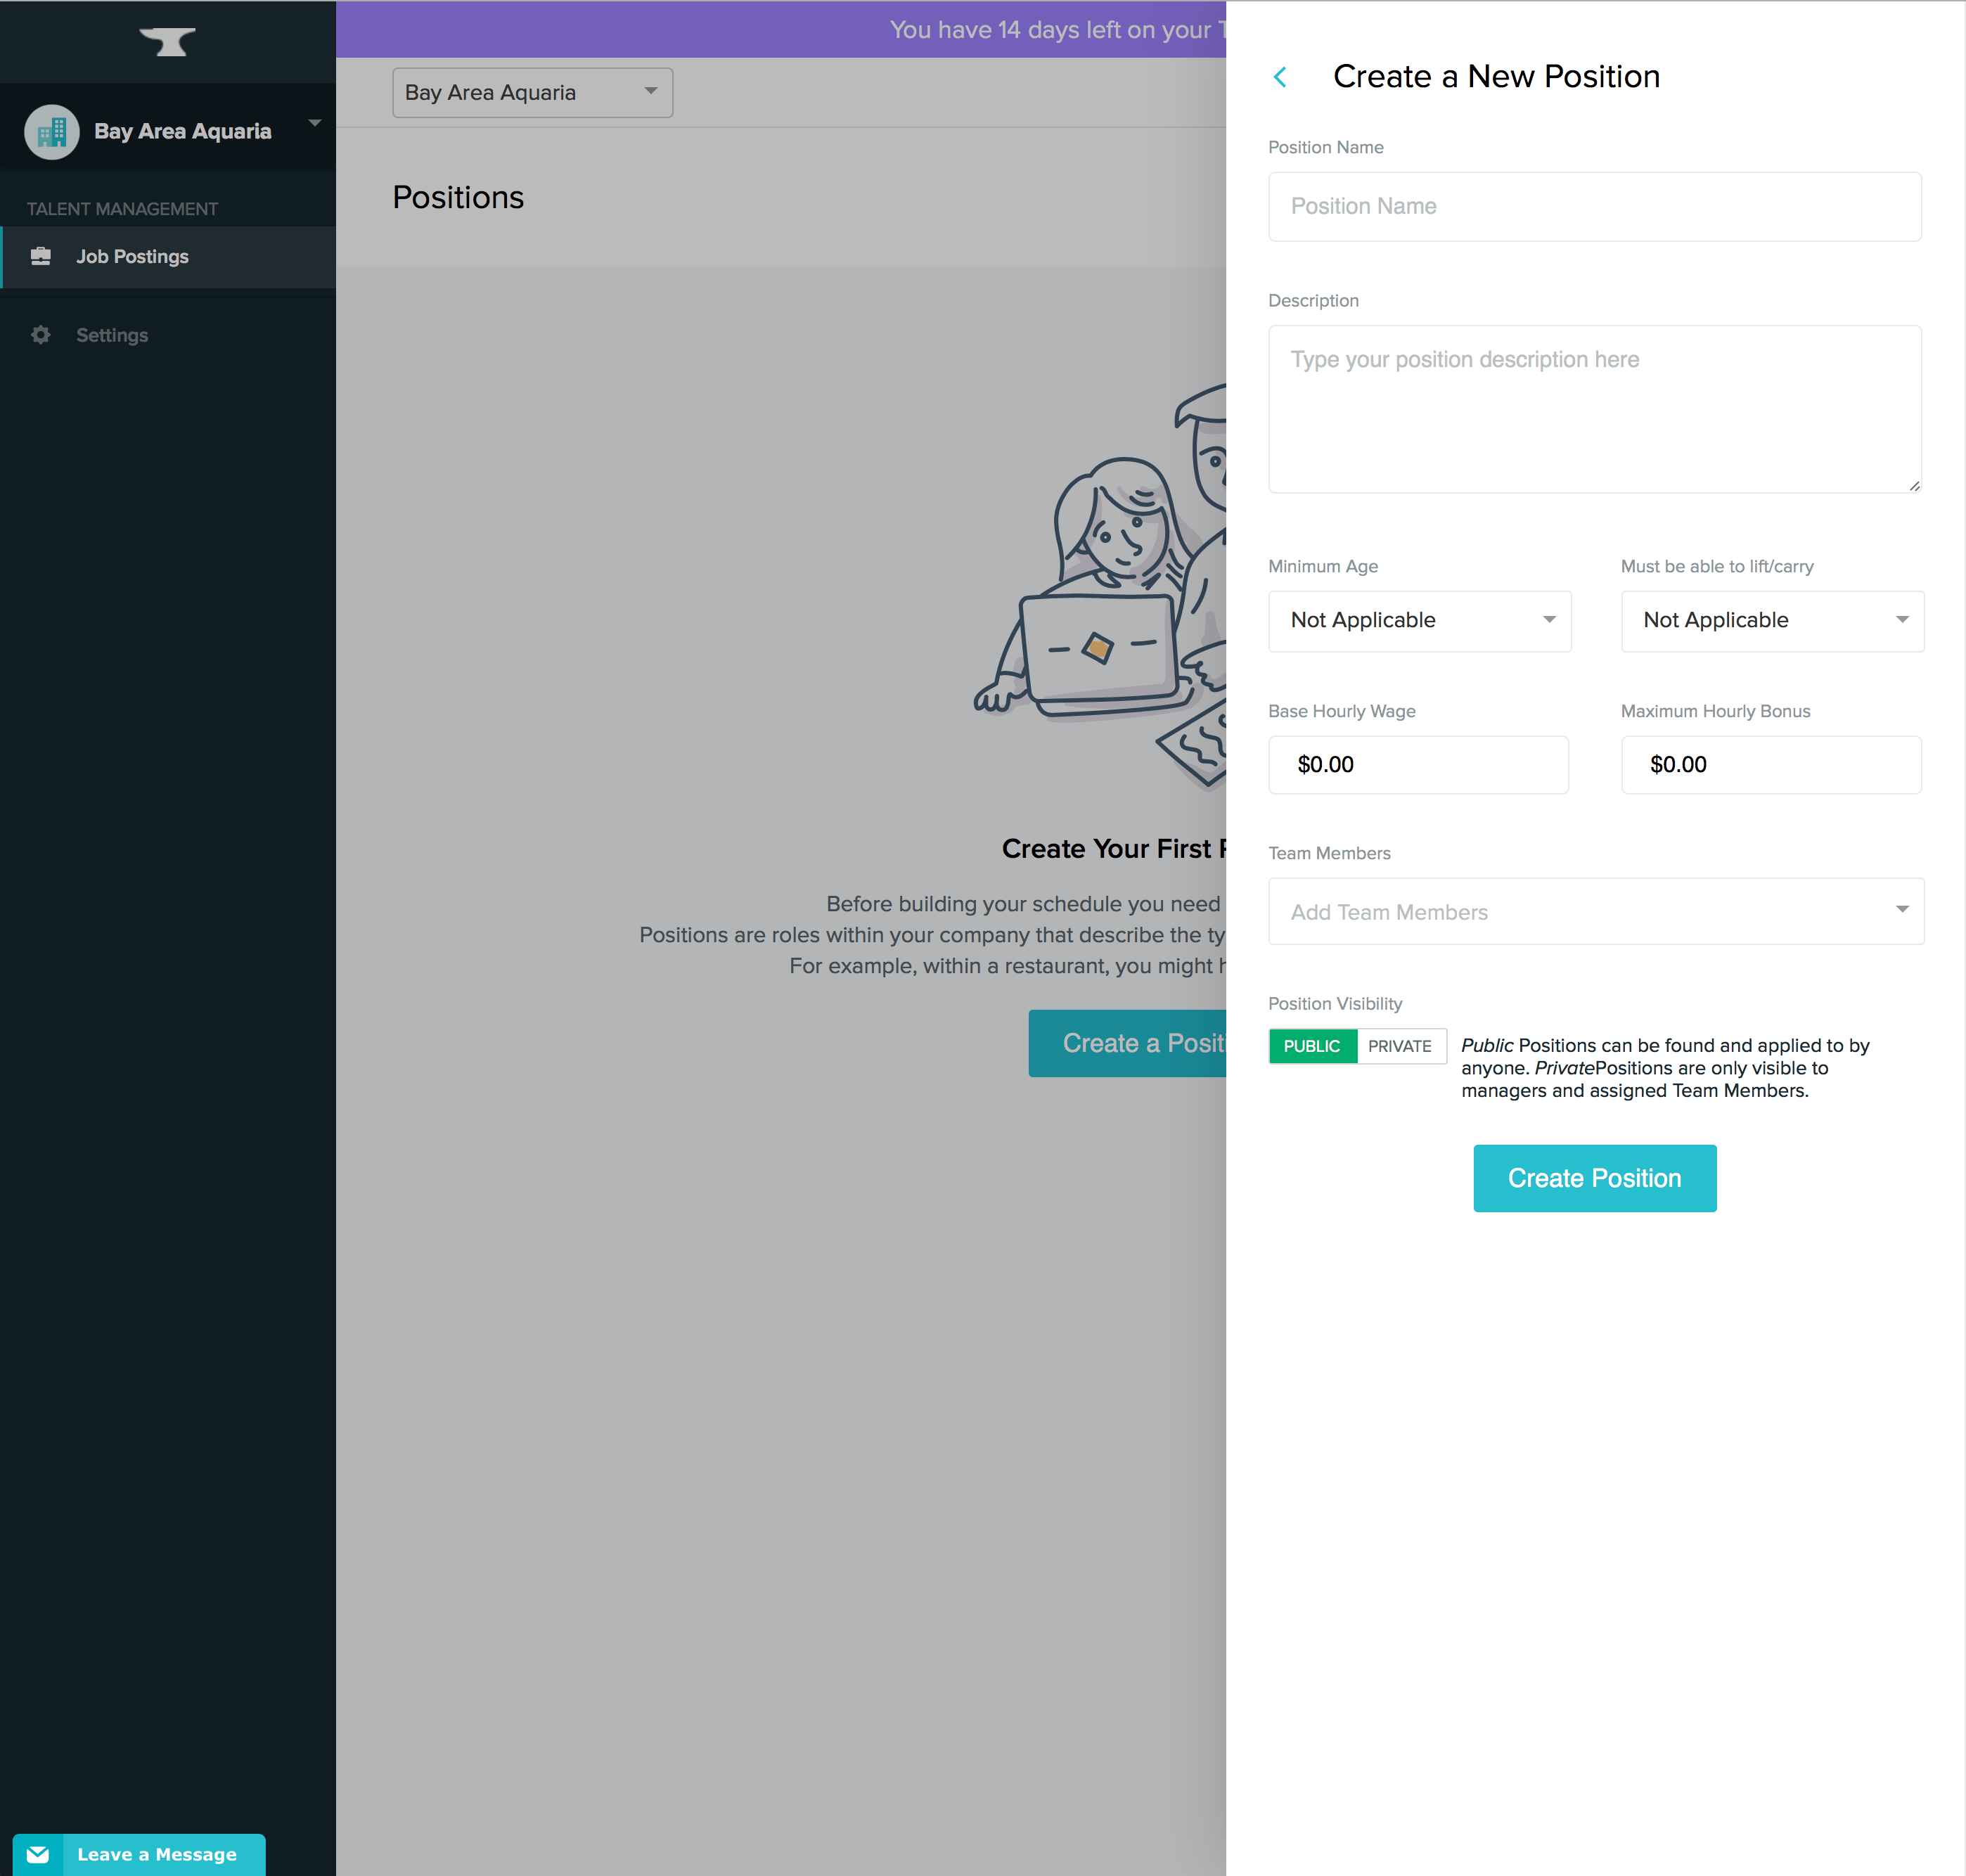 Bay Area Aquaria
TALENT MANAGEMENT
Job Postings
Settings
Leave a Message
You have 14 days left on your
Bay Area Aquaria
Positions
Create Your First
Before building your schedule you need
Positions are roles within your company that describe the
For example, within a restaurant, you might
Create a
Create a New Position
Position Name
Position Name
Description
Type your position description here
Minimum Age
Must be able to lift/carry
Not Applicable
Not Applicable
Base Hourly Wage
Maximum Hourly Bonus
$0.00
$0.00
Team Members
Add Team Members
Position Visibility
PUBLIC PRIVATE
Public Positions can be found and applied to by
anyone. PrivatePositions are only visible to
managers and assigned Team Members.
Create Position